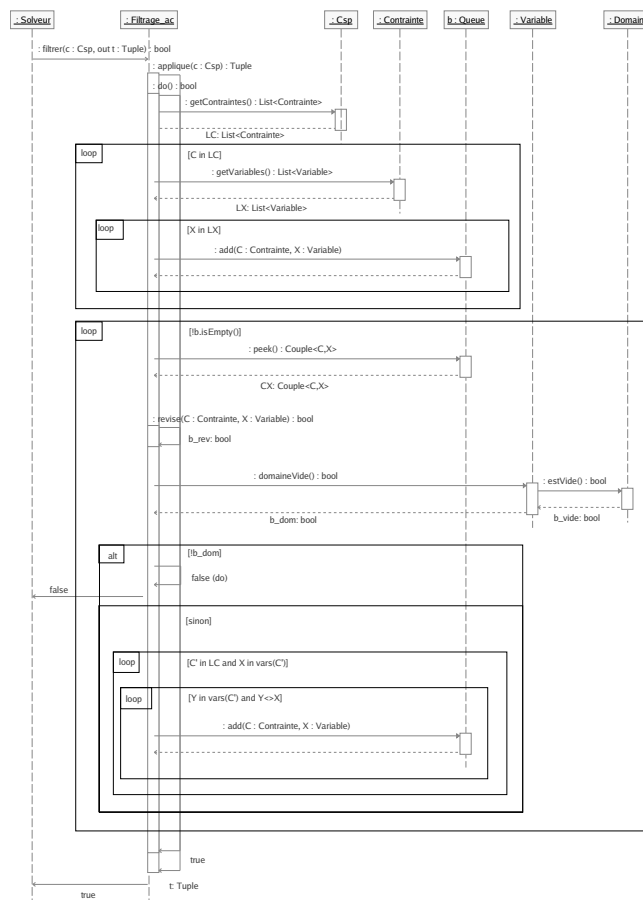 : Solveur
: Filtrage_ac
: Csp
: Contrainte
b : Queue
: Variable
: Domain
: filtrer(c : Csp, out t : Tuple) : bool
: applique(c : Csp) : Tuple
: do() : bool
: getContraintes() : List<Contrainte>
LC: List<Contrainte>
loop
[C in LC]
: getVariables() : List<Variable>
LX: List<Variable>
loop
[X in LX]
: add(C : Contrainte, X : Variable)
loop
[!b.isEmpty()]
: peek() : Couple<C,X>
CX: Couple<C,X>
: revise(C : Contrainte, X : Variable) : bool
b_rev: bool
: domaineVide() : bool
: estVide() : bool
b_dom: bool
b_vide: bool
alt
[!b_dom]
false (do)
false
[sinon]
loop
[C' in LC and X in vars(C')]
loop
[Y in vars(C') and Y<>X]
: add(C : Contrainte, X : Variable)
true
t: Tuple
true